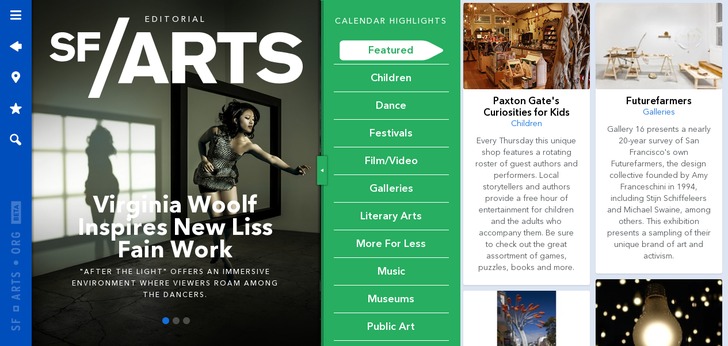 EDITORIAL
SF/ARTS
Virginia Woolf
Inspires New Liss
Fain Work
"AFTER THE LIGHT" OFFERS AN IMMERSIVE
ENVIRONMENT WHERE VIEWERS ROAM AMONG
THE DANCERS.
BETA
SF ARTS ORG
CALENDAR HIGHLIGHTS
Featured
Children
Dance
Festivals
Film/Video
Galleries
Literary Arts
More For Less
Music
Museums
Public Art
Paxton Gate's
Curiosities for Kids
Children
Every Thursday this unique
shop features a rotating
roster of guest authors and
performers. Local
storytellers and authors
provide a free hour of
entertainment for children
and the adults who
accompany them. Be sure
to check out the great
assortment of games,
puzzles, books and more.
Futurefarmers
Galleries
Gallery 16 presents a nearly
20-year survey of San
Francisco's own
Futurefarmers, the design
collective founded by Amy
Franceschini in 1994,
including Stijn Schiffeleers
and Michael Swaine, among
others. This exhibition
presents a sampling of their
unique brand of art and
activism.